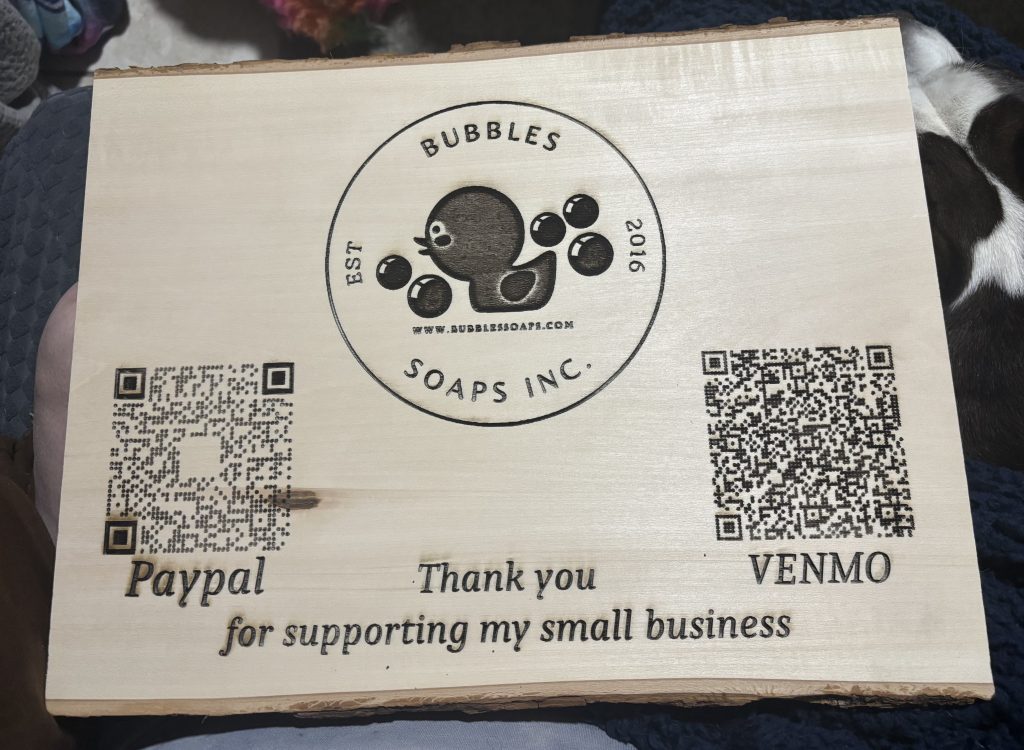 BUBBLES
EST 2016
WWW.BUBBLESSOAPS.COM
SOAPS INC.
Paypal
VENMO
Thank you
for supporting my small business